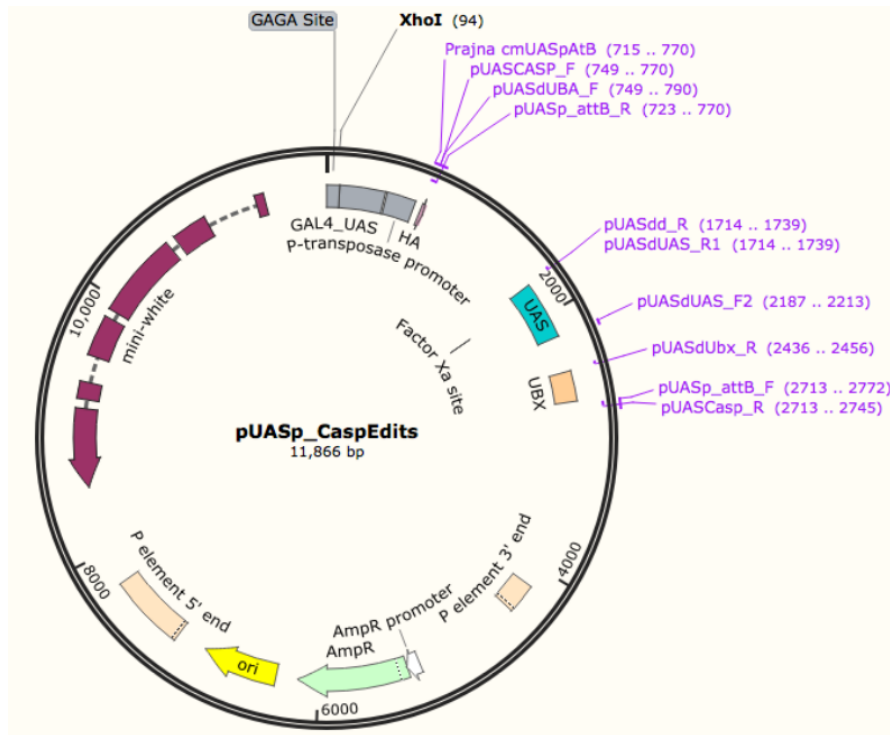 GAGA Site
XhoI (94)
Prajna cmUASpAtB (715 .. 770)
pUASCASP_F (749 .. 770)
pUASdUBA_F (749 .. 790)
pUASp_attB_R (723 .. 770)
GAL4_UAS
HA
P-transposase promoter
pUASdd_R (1714 .. 1739)
pUASdUAS_R1 (1714 .. 1739)
2000
UAS
pUASdUAS_F2 (2187 .. 2213)
10,000
mini-white
Factor Xa site
pUASdUbx_R (2436 .. 2456)
UBX
pUASp_attB_F (2713 .. 2772)
pUASCasp_R (2713 .. 2745)
pUASp_CaspEdits
11,866 bp
P element 5' end
P element 3' end
4000
8000
AmpR promoter
AmpR
ori
6000